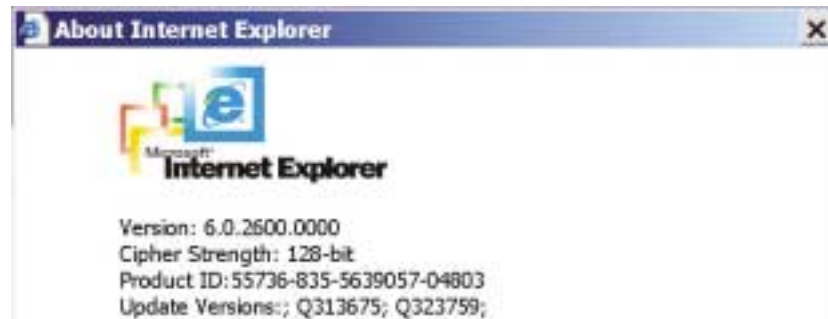 About Internet Explorer
Microsoft
Internet Explorer
Version: 6.0.2600.0000
Cipher Strength: 128-bit
Product ID:55736-835-5639057-04803
Update Versions:; Q313675; Q323759;